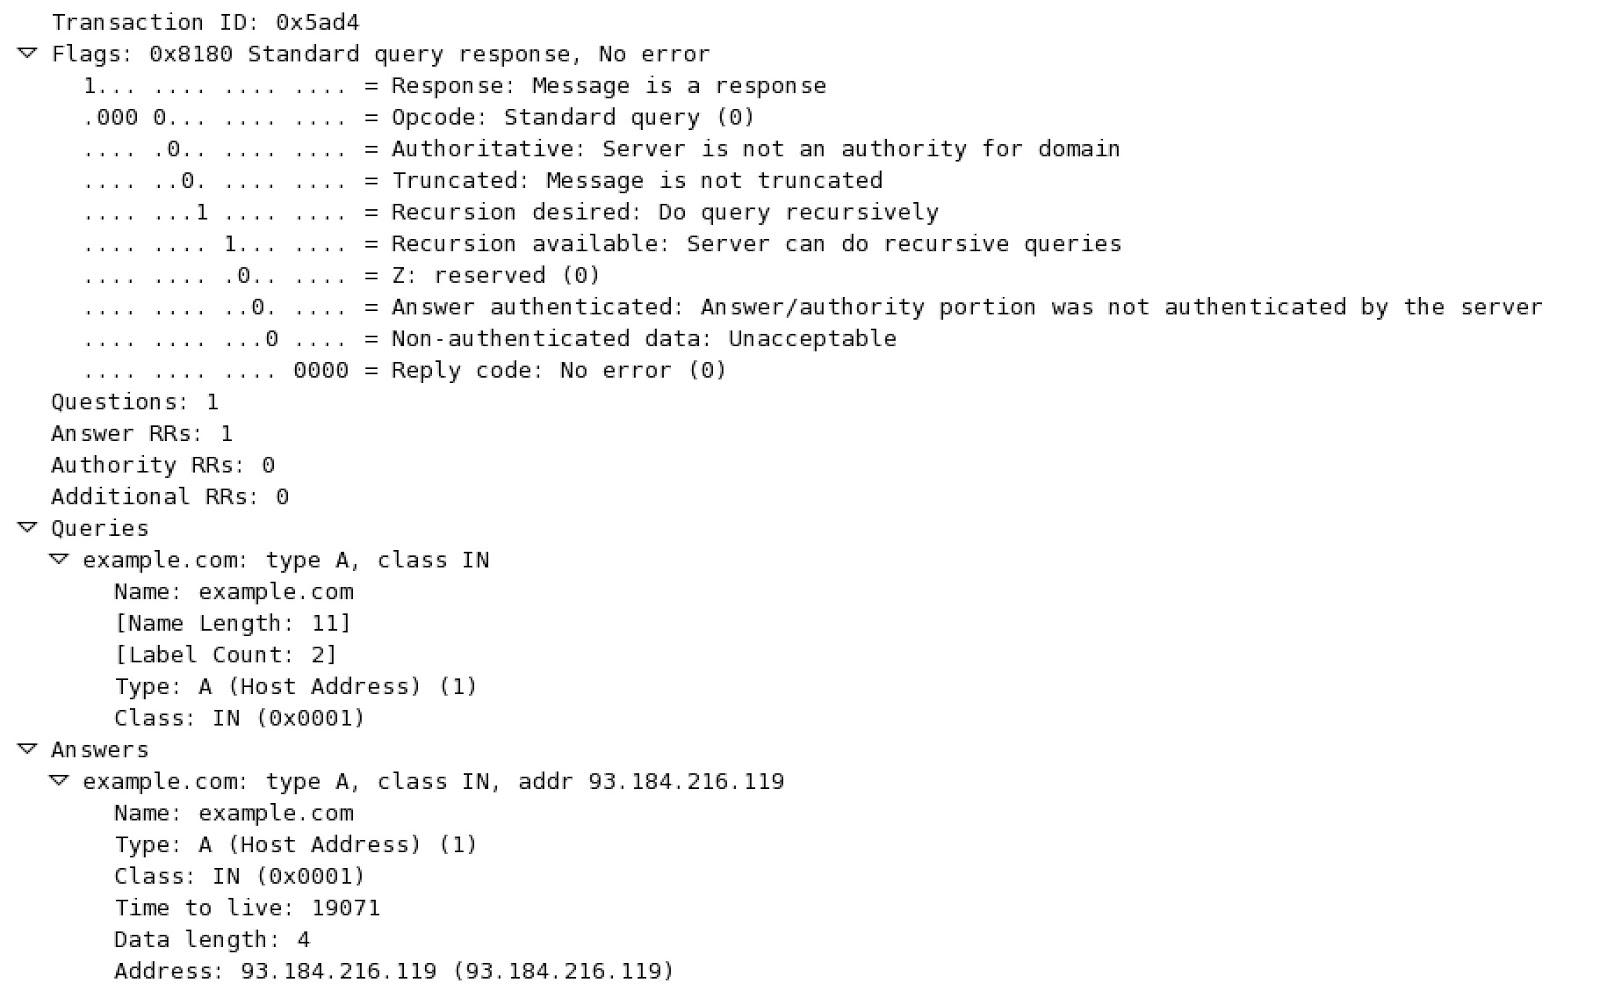 Transaction ID: 0x5ad4
Flags: 0x8180 Standard query response, No error
1... .... .... .... = Response: Message is a response
.000 0... .... .... = Opcode: Standard query (0)
.... .0.. .... .... = Authoritative: Server is not an authority for domain
.... ..0. .... .... = Truncated: Message is not truncated
.... ...1 .... .... = Recursion desired: Do query recursively
.... .... 1... .... = Recursion available: Server can do recursive queries
.... .... .0.. .... = Z: reserved (0)
.... .... ..0. .... = Answer authenticated: Answer/authority portion was not authenticated by the server
.... .... ...0 .... = Non-authenticated data: Unacceptable
.... .... .... 0000 = Reply code: No error (0)
Questions: 1
Answer RRs: 1
Authority RRs: 0
Additional RRs: 0
Queries
example.com: type A, class IN
Name: example.com
[Name Length: 11]
[Label Count: 2]
Type: A (Host Address) (1)
Class: IN (0x0001)
Answers
example.com: type A, class IN, addr 93.184.216.119
Name: example.com
Type: A (Host Address) (1)
Class: IN (0x0001)
Time to live: 19071
Data length: 4
Address: 93.184.216.119 (93.184.216.119)